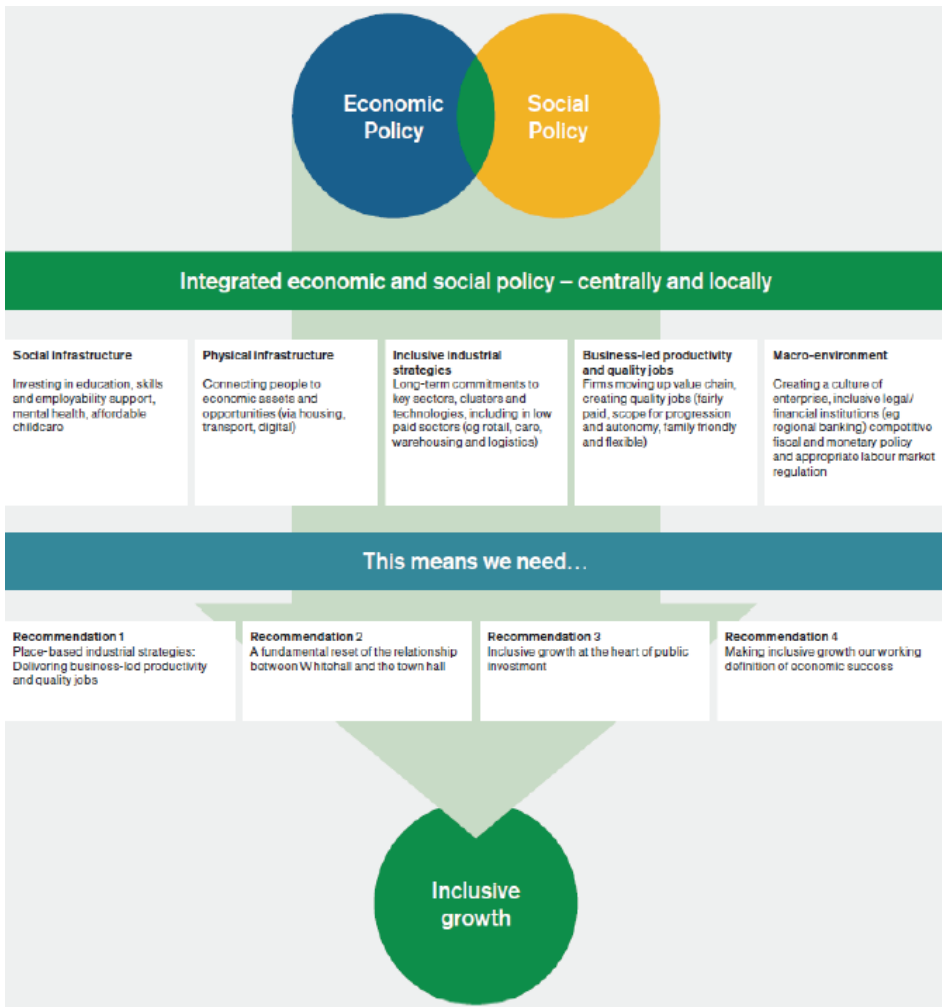 Economic
Policy
Social
Policy
Integrated economic and social policy – centrally and locally
Social infrastructure
Investing in education, skills
and employability support,
mental health, affordable
childcare
Physical infrastructure
Connecting people to
economic assets and
opportunities (via housing,
transport, digital)
Inclusive industrial
strategies
Long-term commitments to
key sectors, clusters and
technologies, including in low
paid sectors (eg retail, care,
warehousing and logistics)
Business-led productivity
and quality jobs
Firms moving up value chain,
creating quality jobs (fairly
paid, scope for progression
and autonomy, family friendly
and flexible)
Macro-environment
Creating a culture of
enterprise, inclusive legal/
financial institutions (eg
regional banking) competitive
fiscal and monetary policy
and appropriate labour market
regulation
This means we need...
Recommendation 1
Place-based industrial strategies:
Delivering business-led productivity
and quality jobs
Recommendation 2
A fundamental reset of the relationship
between Whitehall and the town hall
Recommendation 3
Inclusive growth at the heart of public
investment
Recommendation 4
Making inclusive growth our working
definition of economic success
Inclusive
growth